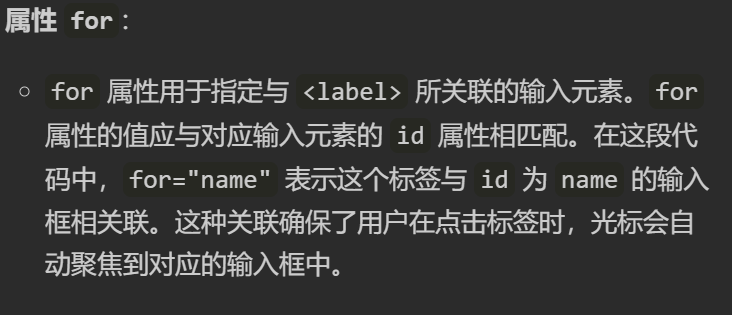 属性 for：
for 属性用于指定与 <label> 所关联的输入元素。for
属性的值应与对应输入元素的 id 属性相匹配。在这段代
码中，for="name" 表示这个标签与 id 为 name 的输入
框相关联。这种关联确保了用户在点击标签时，光标会自
动聚焦到对应的输入框中。